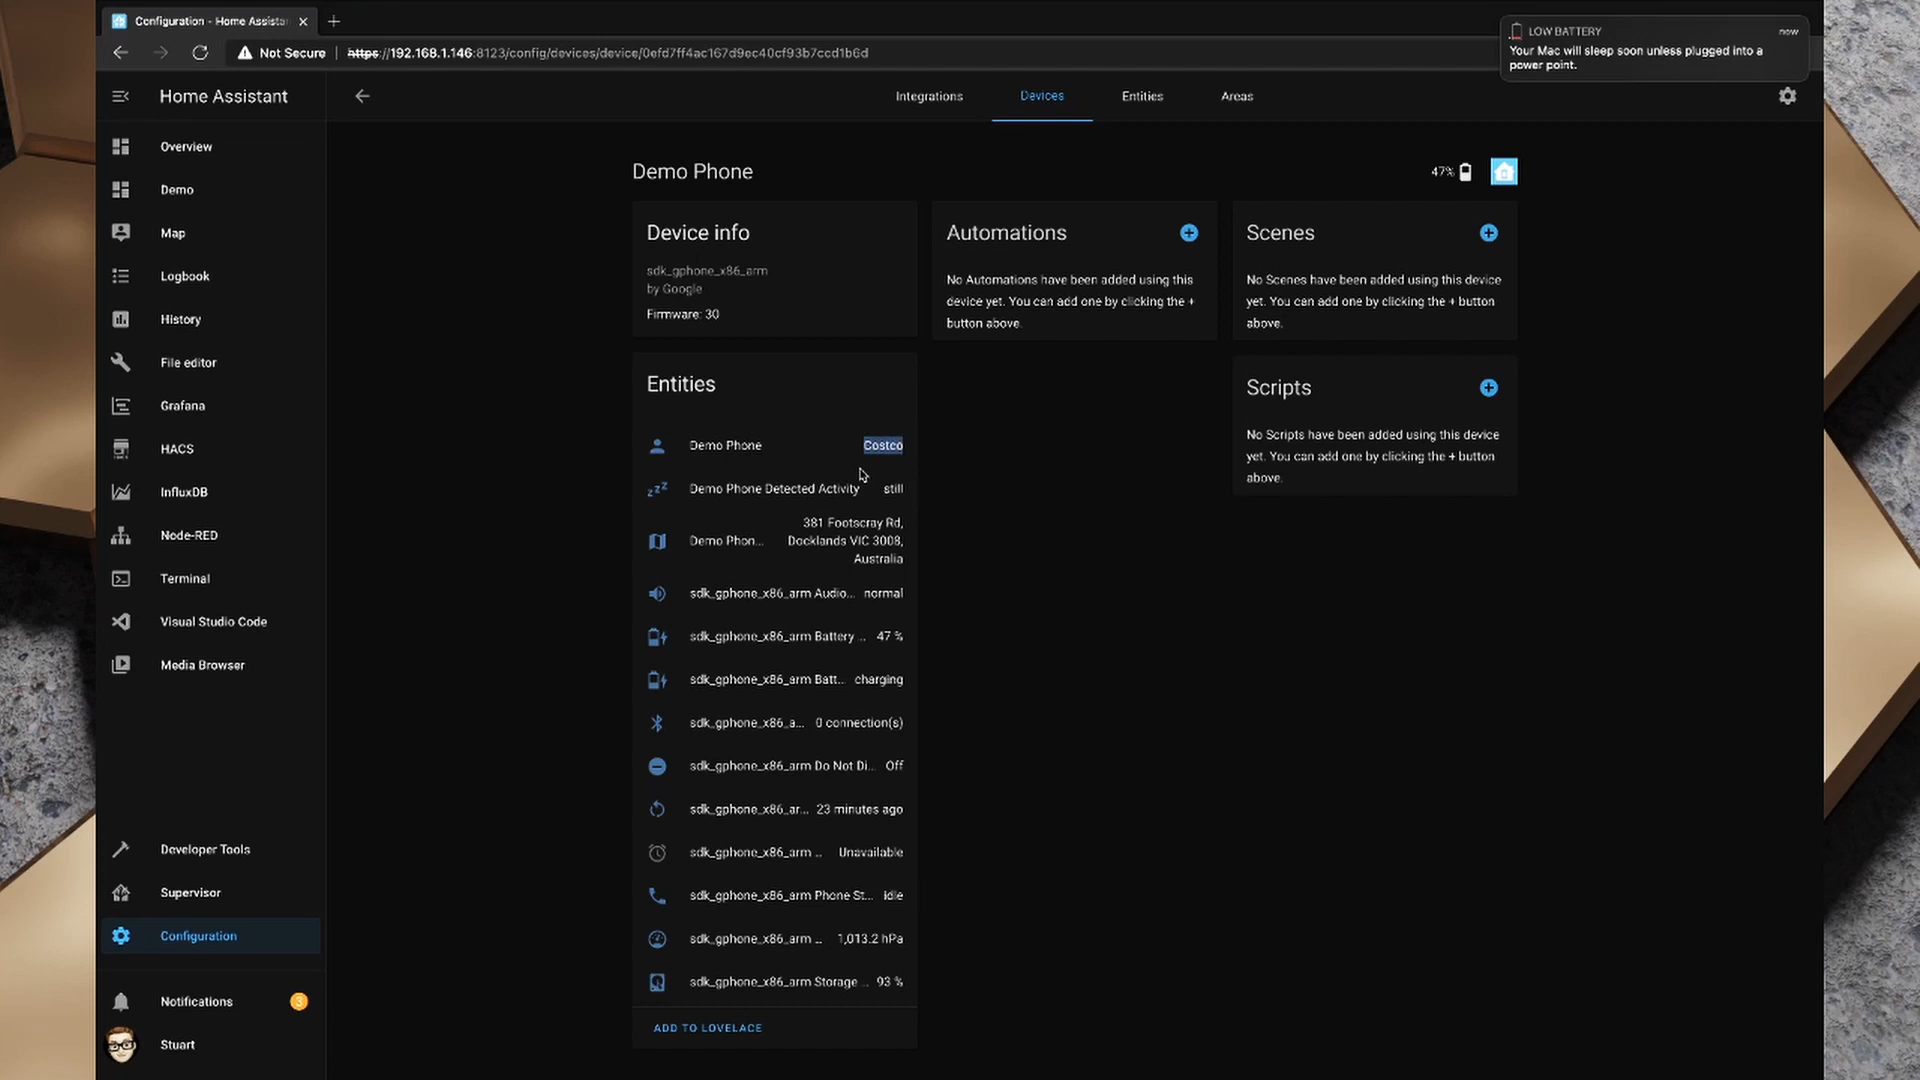 Configuration - Home Assista
Not Secure
https://192.168.1.146:8123/config/devices/device/0efd7ff4ac167d9ec40cf93b7ccd1b6d
LOW BATTERY
now
Your Mac will sleep soon unless plugged into a
power point.
Home Assistant
Integrations
Devices
Entities
Areas
Overview
Demo
Map
Logbook
History
File editor
Grafana
HACS
InfluxDB
Node-RED
Terminal
Visual Studio Code
Media Browser
Developer Tools
Supervisor
Configuration
Notifications
3
Stuart
Demo Phone
47%
Device info
sdk_gphone_x86_arm
by Google
Firmware: 30
Entities
Demo Phone Costco
Demo Phone Detected Activity still
Demo Phon... 381 Footscray Rd,
Docklands VIC 3008,
Australia
sdk_gphone_x86_arm Audio... normal
sdk_gphone_x86_arm Battery ... 47 %
sdk_gphone_x86_arm Batt... charging
sdk_gphone_x86_a... 0 connection(s)
sdk_gphone_x86_arm Do Not Di... Off
sdk_gphone_x86_ar... 23 minutes ago
sdk_gphone_x86_arm ... Unavailable
sdk_gphone_x86_arm Phone St... idle
sdk_gphone_x86_arm ... 1,013.2 hPa
sdk_gphone_x86_arm Storage ... 93 %
ADD TO LOVELACE
Automations
No Automations have been added using this
device yet. You can add one by clicking the +
button above.
Scenes
No Scenes have been added using this device
yet. You can add one by clicking the + button
above.
Scripts
No Scripts have been added using this device
yet. You can add one by clicking the + button
above.